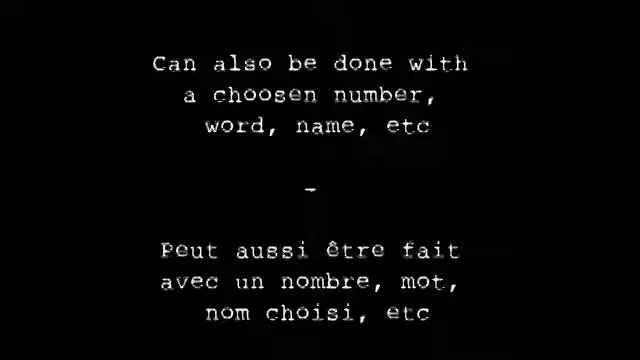 Can also be done with
a choosen number,
word, name, etc
-
Peut aussi être fait
avec un nombre, mot,
nom choisi, etc